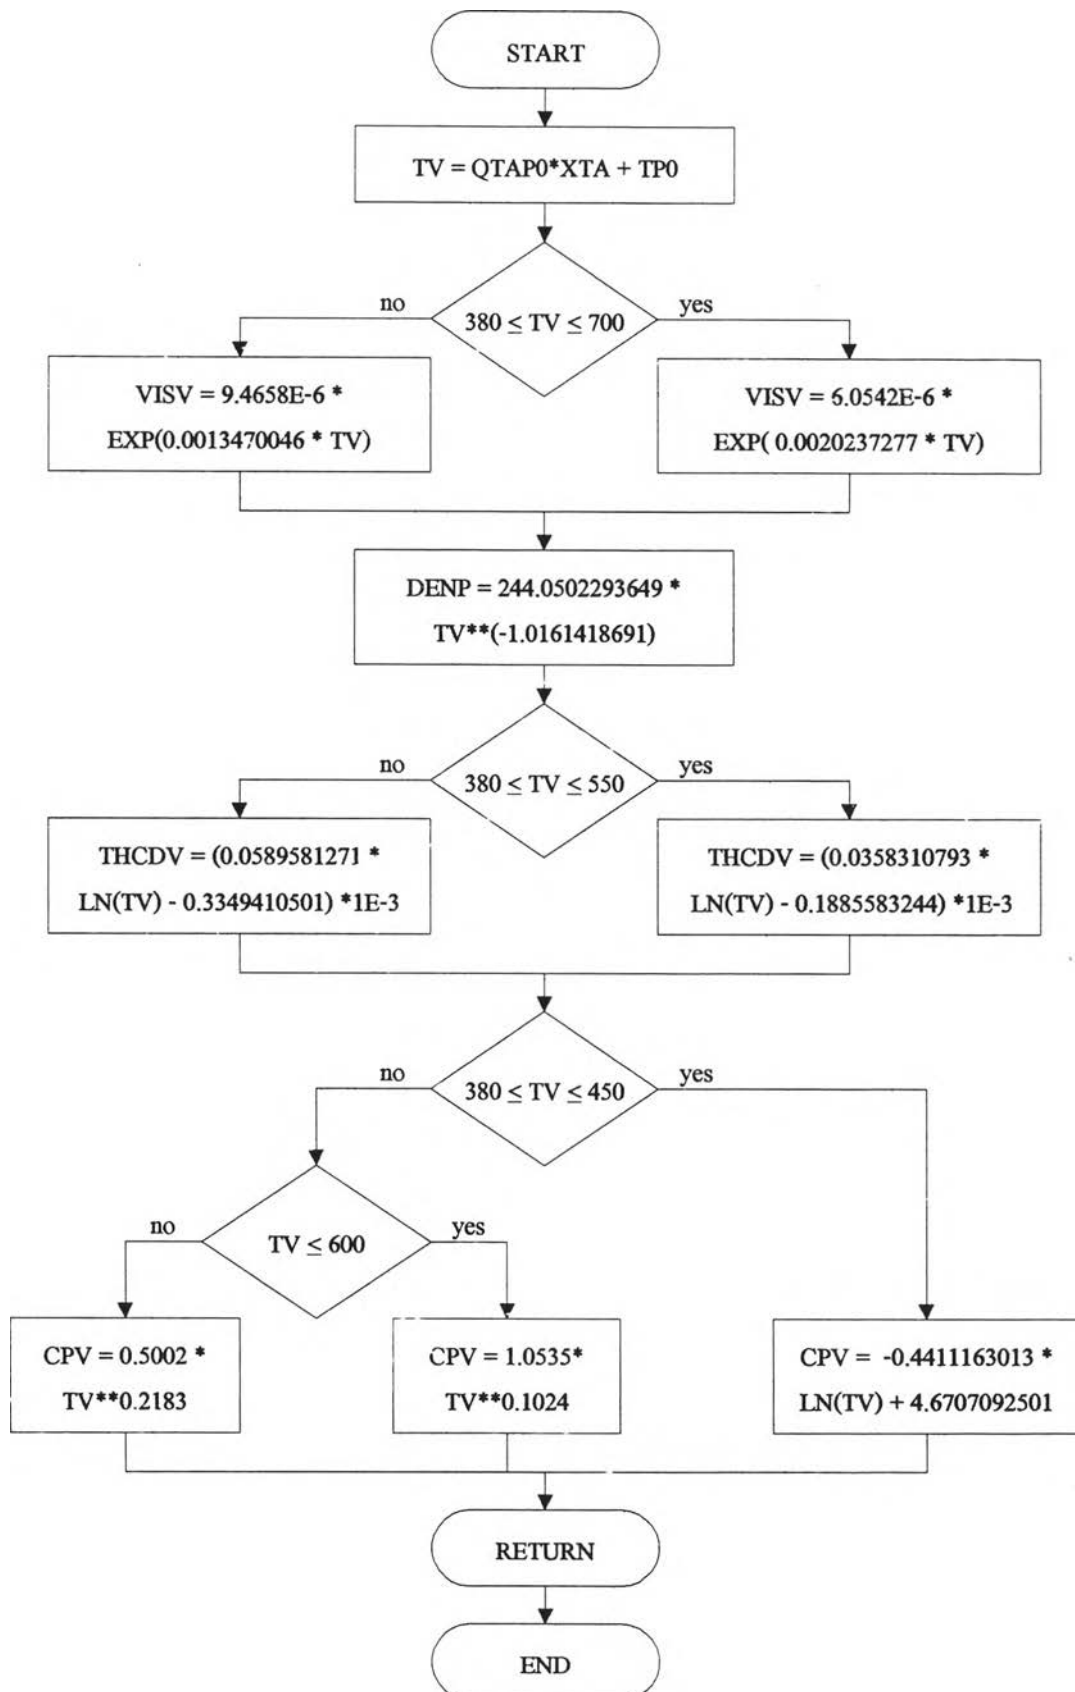 START
TV = QTAP0*XTA + TP0
no
380 ≤ TV ≤ 700
yes
VISV = 9.4658E-6 *
EXP(0.0013470046 * TV)
VISV = 6.0542E-6 *
EXP( 0.0020237277 * TV)
DENP = 244.0502293649 *
TV**(-1.0161418691)
no
380 ≤ TV ≤ 550
yes
THCDV = (0.0589581271 *
LN(TV) - 0.3349410501) *1E-3
THCDV = (0.0358310793 *
LN(TV) - 0.1885583244) *1E-3
no
380 ≤ TV ≤ 450
yes
no
TV ≤ 600
yes
CPV = 0.5002 *
TV**0.2183
CPV = 1.0535*
TV**0.1024
CPV = -0.4411163013 *
LN(TV) + 4.6707092501
RETURN
END